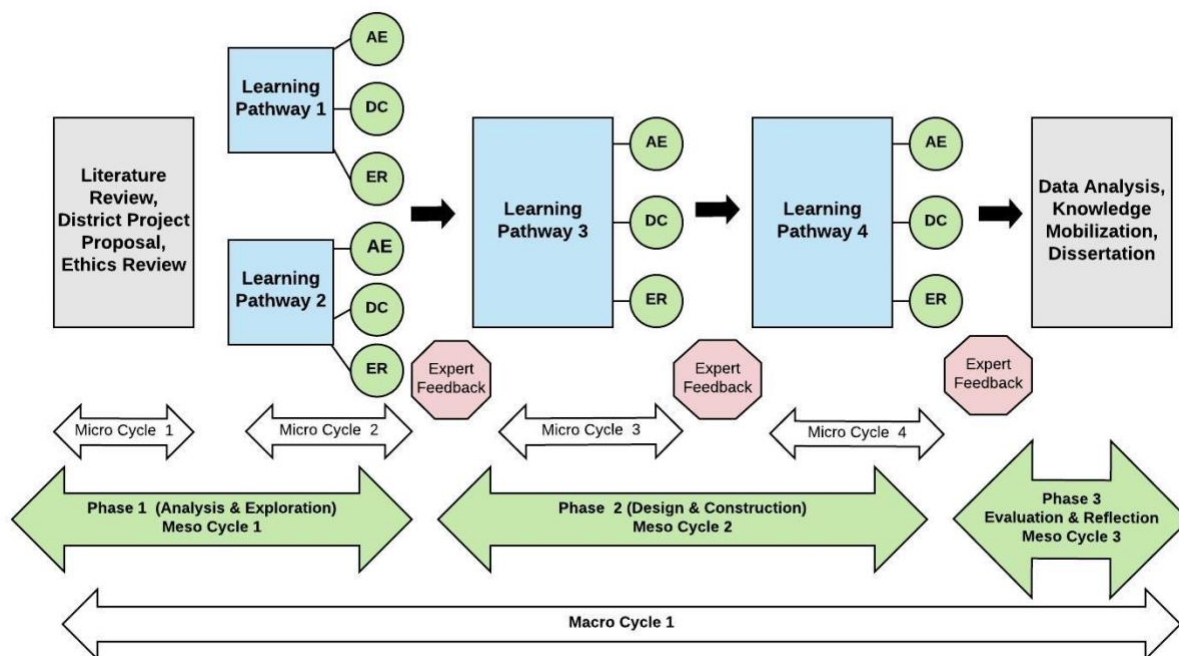 Literature
Review,
District Project
Proposal,
Ethics Review
Learning
Pathway 1
AE
DC
ER
Learning
Pathway 2
AE
DC
ER
Learning
Pathway 3
AE
DC
ER
Learning
Pathway 4
AE
DC
ER
Data Analysis,
Knowledge
Mobilization,
Dissertation
Expert
Feedback
Expert
Feedback
Expert
Feedback
Micro Cycle 1
Micro Cycle 2
Micro Cycle 3
Micro Cycle 4
Phase 1 (Analysis & Exploration)
Meso Cycle 1
Phase 2 (Design & Construction)
Meso Cycle 2
Phase 3
Evaluation & Reflection
Meso Cycle 3
Macro Cycle 1